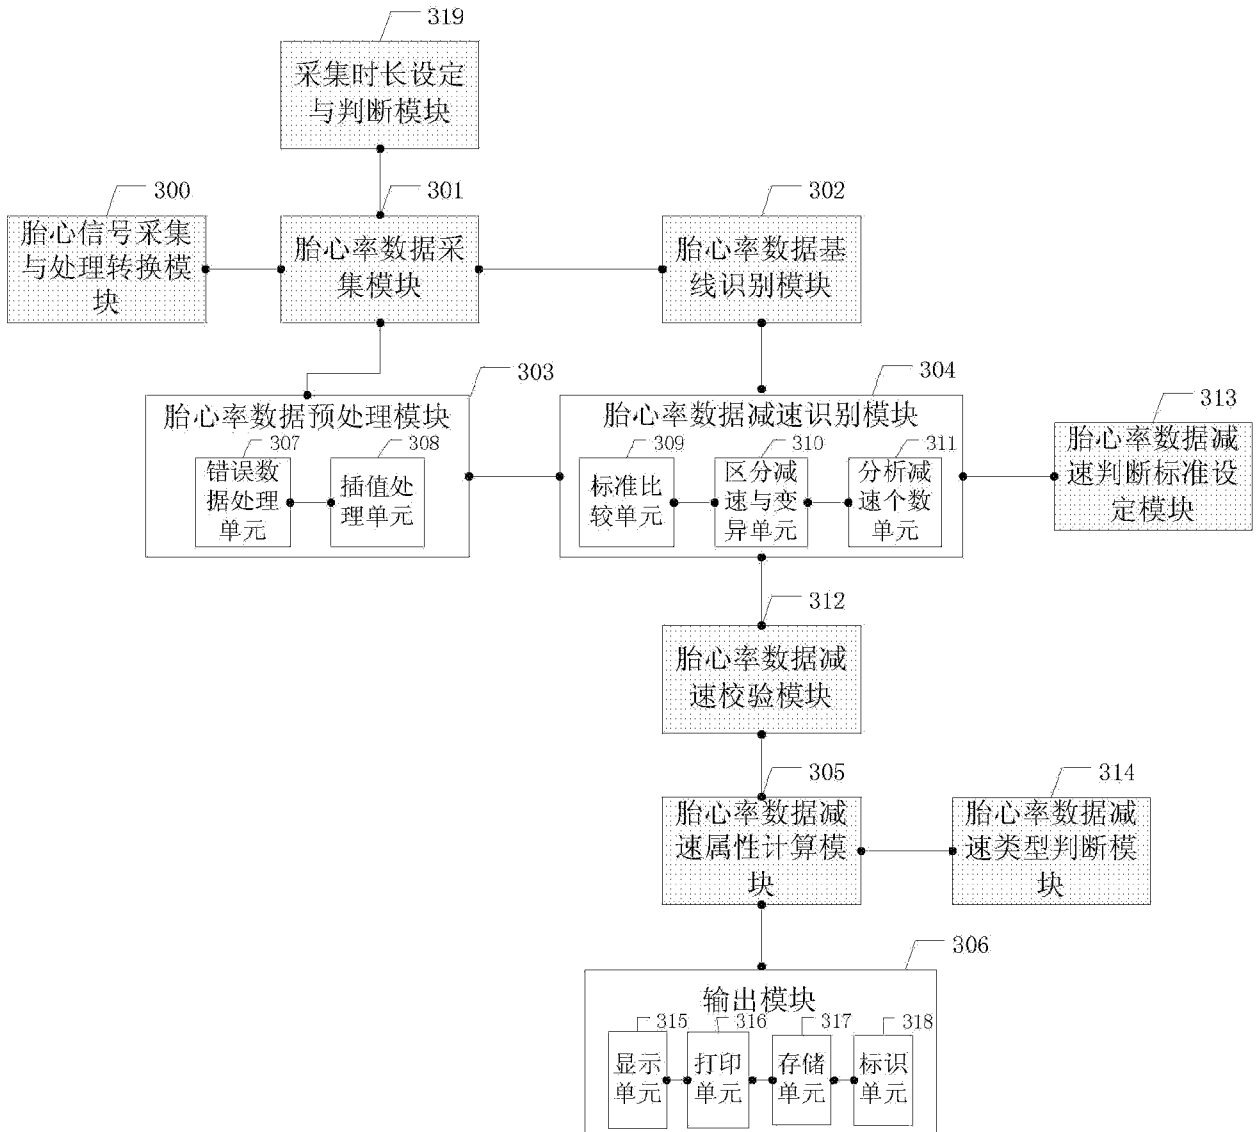 319
采集时长设定
与判断模块
300
胎心信号采集
与处理转换模
块
301
胎心率数据采
集模块
302
胎心率数据基
线识别模块
303
胎心率数据预处理模块
307
错误数
据处理
单元
308
插值处
理单元
304
胎心率数据减速识别模块
309
标准比
较单元
310
区分减
速与变
异单元
311
分析减
速个数
单元
313
胎心率数据减
速判断标准设
定模块
312
胎心率数据减
速校验模块
305
胎心率数据减
速属性计算模
块
314
胎心率数据减
速类型判断模
块
306
输出模块
315
显示
单元
316
打印
单元
317
存储
单元
318
标识
单元